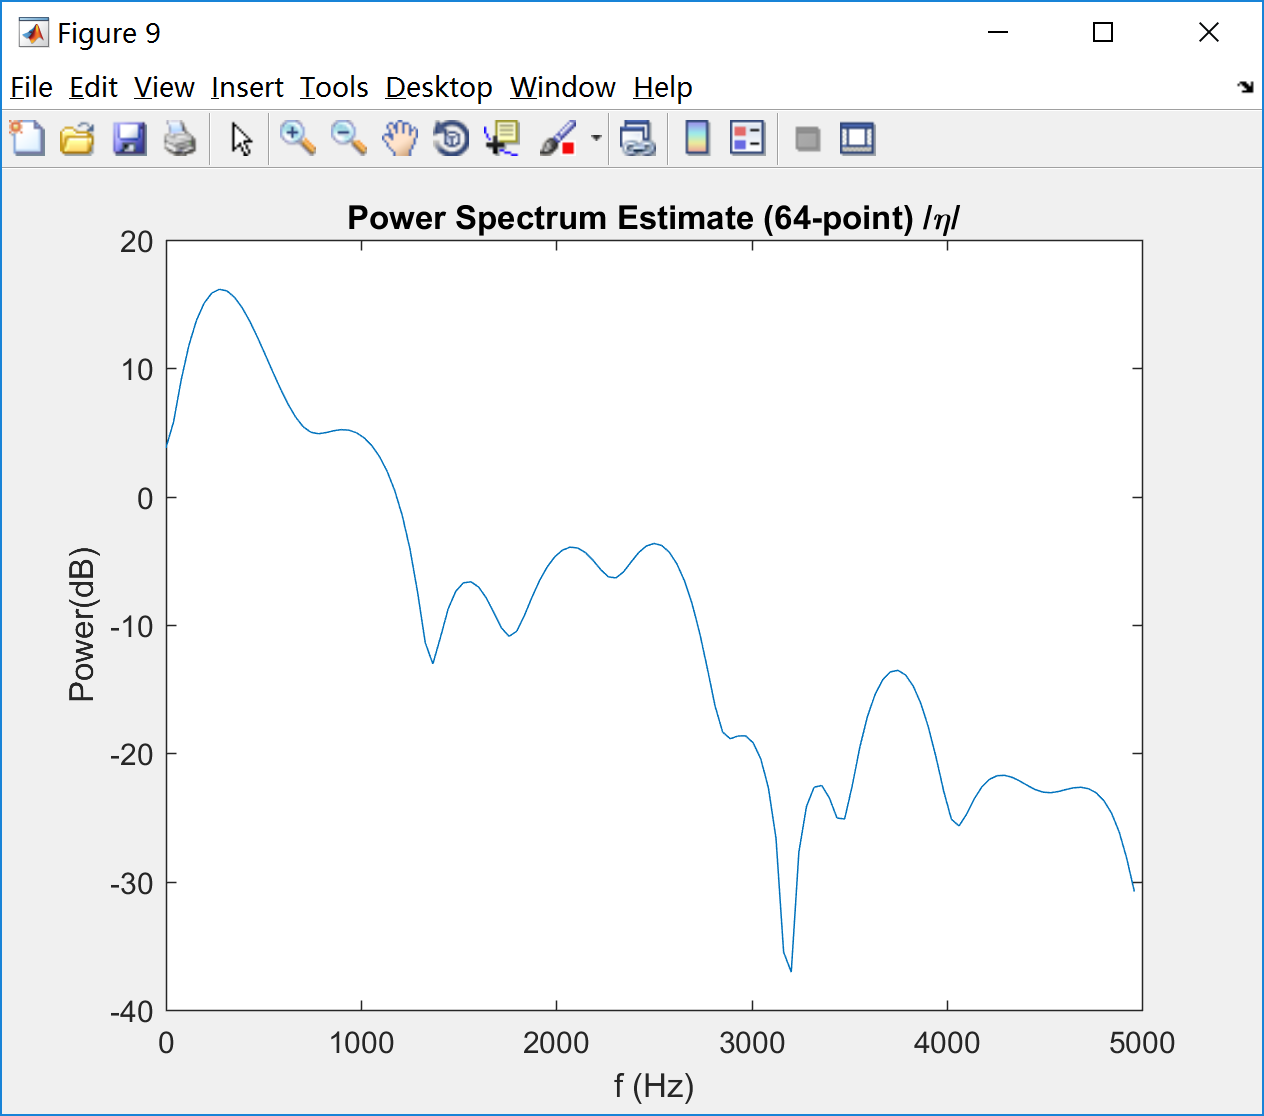 Figure 9
File Edit View Insert Tools Desktop Window Help
Power Spectrum Estimate (64-point) /η/
20
10
0
-10
-20
-30
-40
Power(dB)
0 1000 2000 3000 4000 5000
f (Hz)